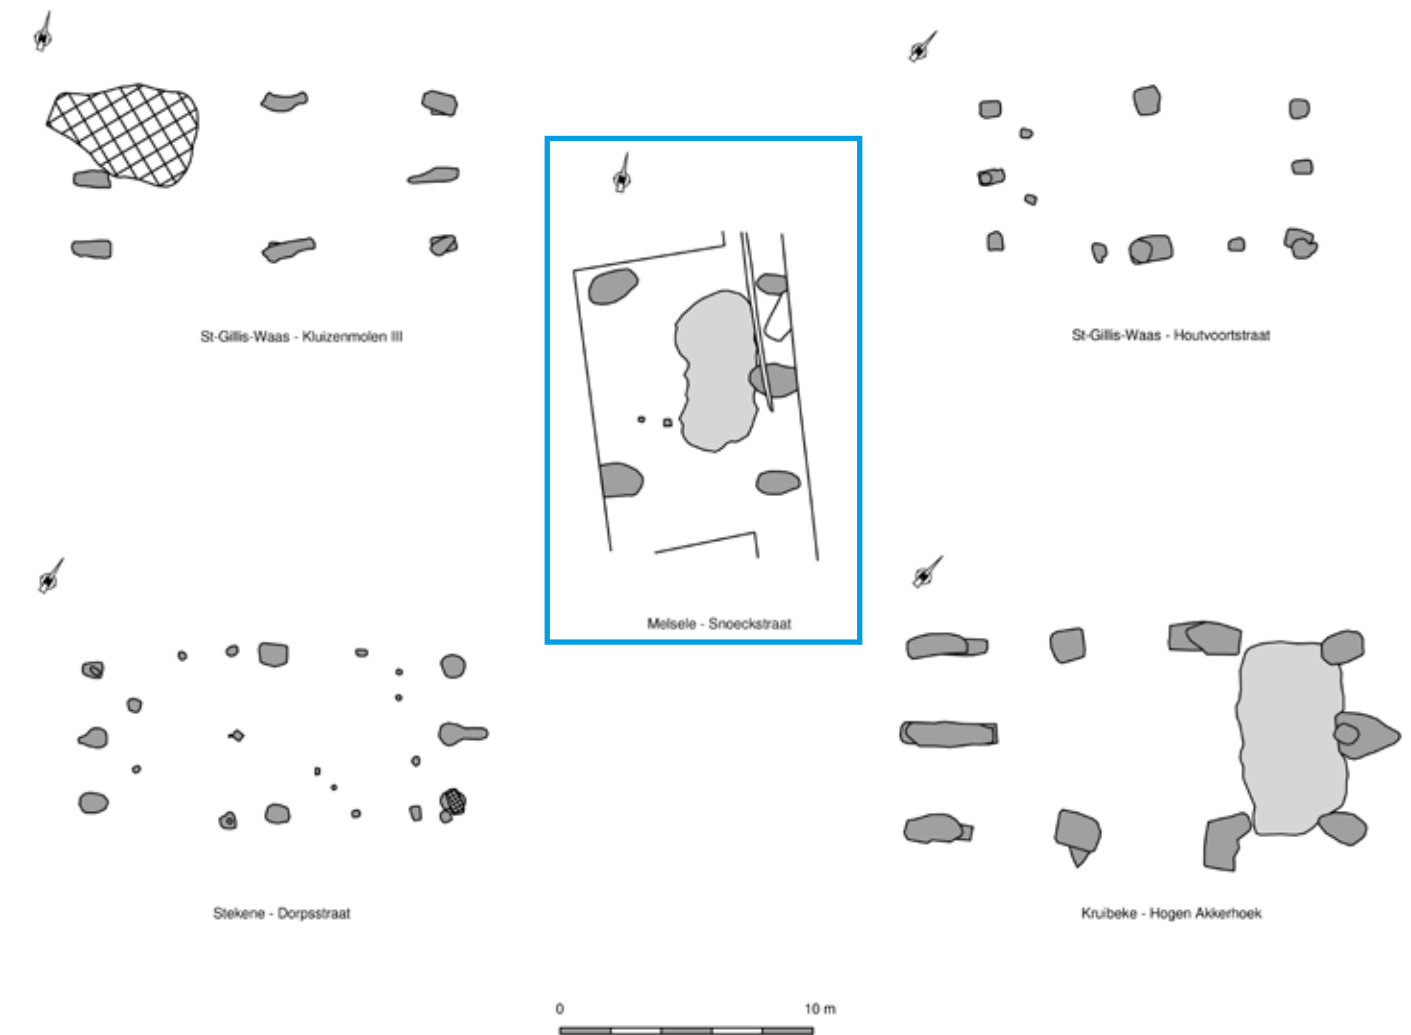 St-Gillis-Waas - Kluizenmolen III
St-Gillis-Waas - Houtvoortstraat
Melsele - Snoeckstraat
Stekene - Dorpsstraat
Kruibeke - Hogen Akkerhoek
0 10 m